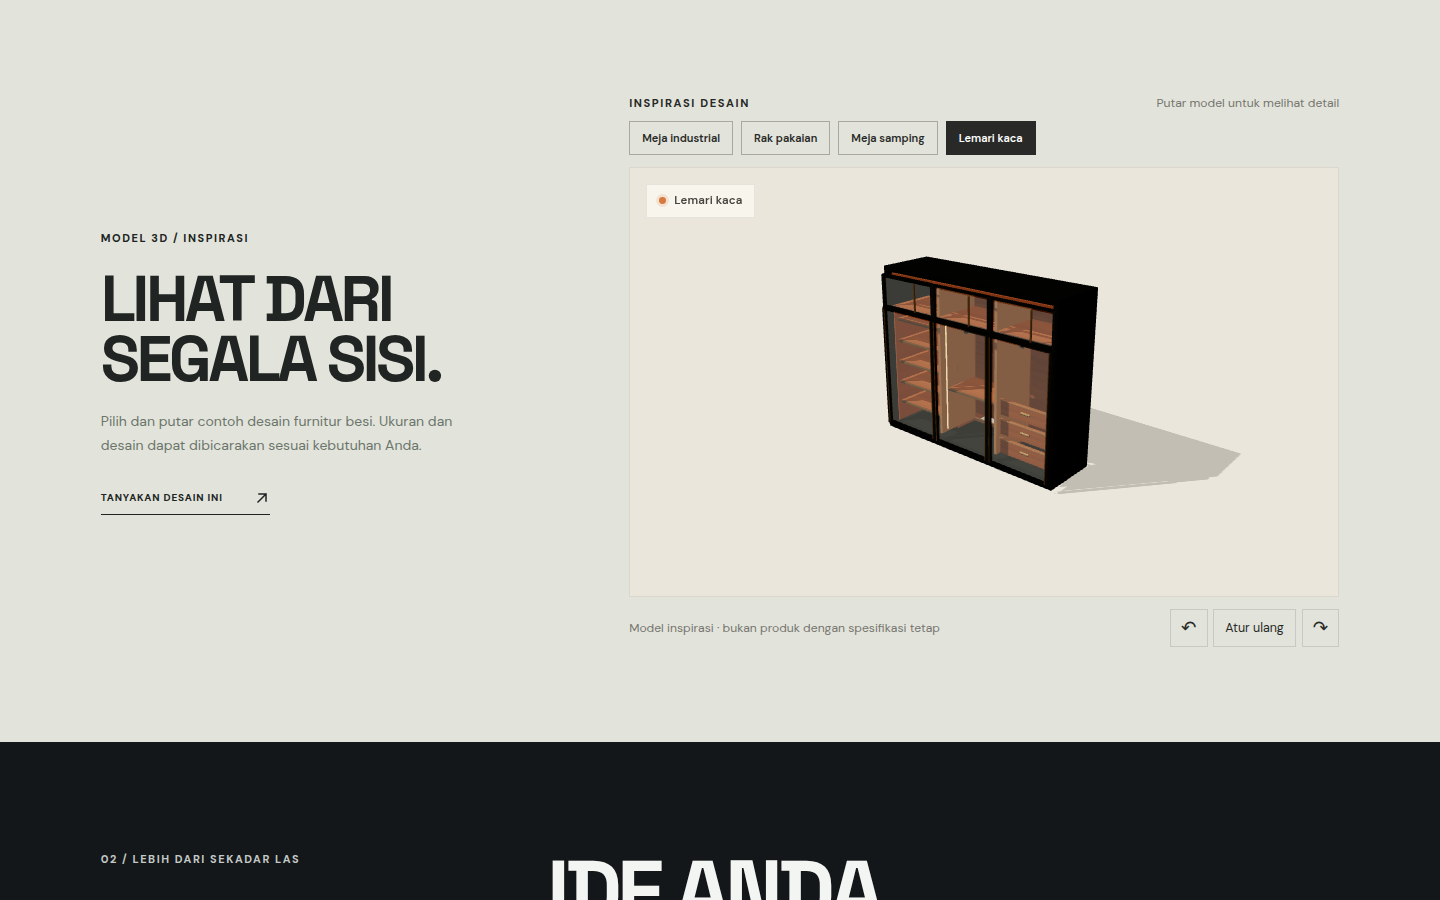 MODEL 3D / INSPIRASI
LIHAT DARI
SEGALA SISI.
Pilih dan putar contoh desain furnitur besi. Ukuran dan
desain dapat dibicarakan sesuai kebutuhan Anda.
TANYAKAN DESAIN INI
INSPIRASI DESAIN
Putar model untuk melihat detail
Meja industrial
Rak pakaian
Meja samping
Lemari kaca
Lemari kaca
Model inspirasi · bukan produk dengan spesifikasi tetap
Atur ulang
02 / LEBIH DARI SEKADAR LAS
IDE ANDA